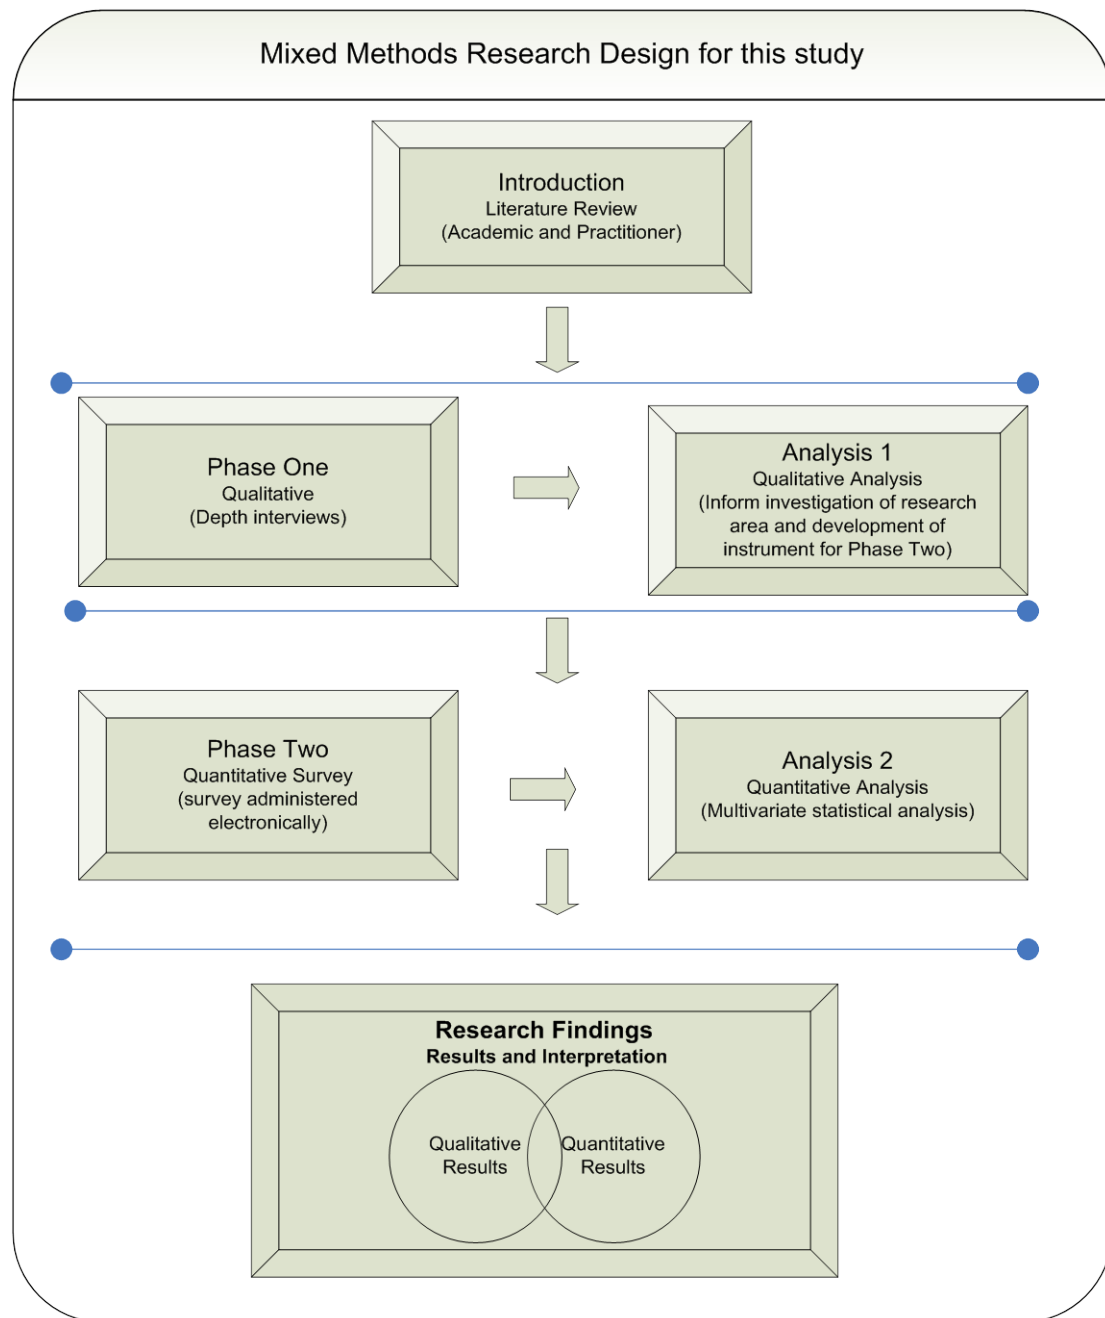 Mixed Methods Research Design for this study
Introduction
Literature Review
(Academic and Practitioner)
Phase One
Qualitative
(Depth interviews)
Analysis 1
Qualitative Analysis
(Inform investigation of research
area and development of
instrument for Phase Two)
Phase Two
Quantitative Survey
(survey administered
electronically)
Analysis 2
Quantitative Analysis
(Multivariate statistical analysis)
Research Findings
Results and Interpretation
Qualitative
Results
Quantitative
Results